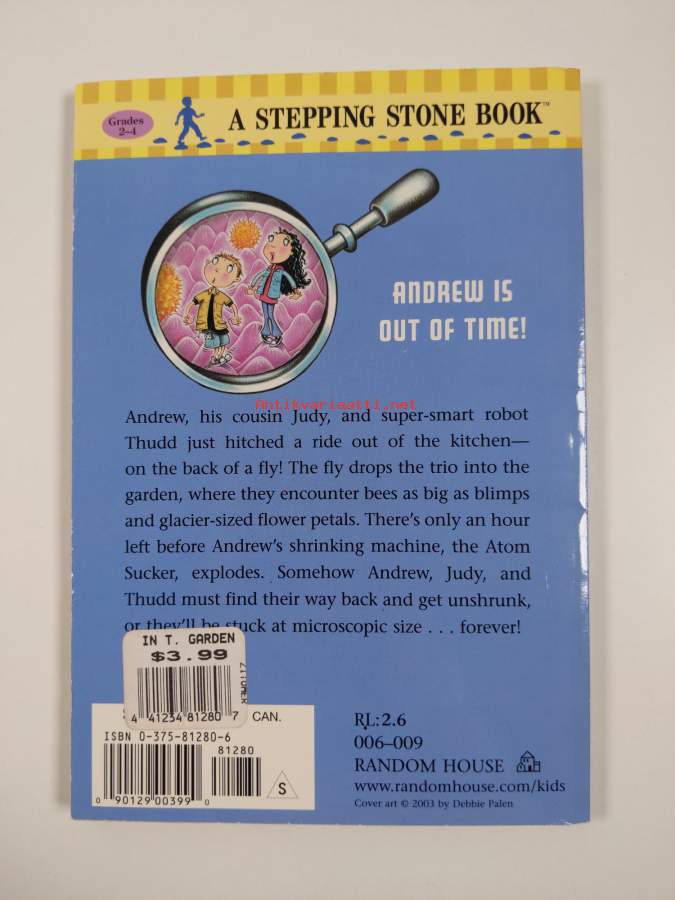 Grades
2–4
A STEPPING STONE BOOK™
ANDREW IS
OUT OF TIME!
Antikvariaatti.net
Andrew, his cousin Judy, and super-smart robot
Thudd just hitched a ride out of the kitchen—
on the back of a fly! The fly drops the trio into the
garden, where they encounter bees as big as blimps
and glacier-sized flower petals. There's only an hour
left before Andrew's shrinking machine, the Atom
Sucker, explodes. Somehow Andrew, Judy, and
Thudd must find their way back and get unshrunk,
or they'll be stuck at microscopic size . . . forever!
IN T. GARDEN
$3.99
4 41234 81280 7
CAN.
ISBN 0-375-81280-6
81280
0 90129 00399 0
S
RL: 2.6
006–009
RANDOM HOUSE
www.randomhouse.com/kids
Cover art © 2003 by Debbie Palen